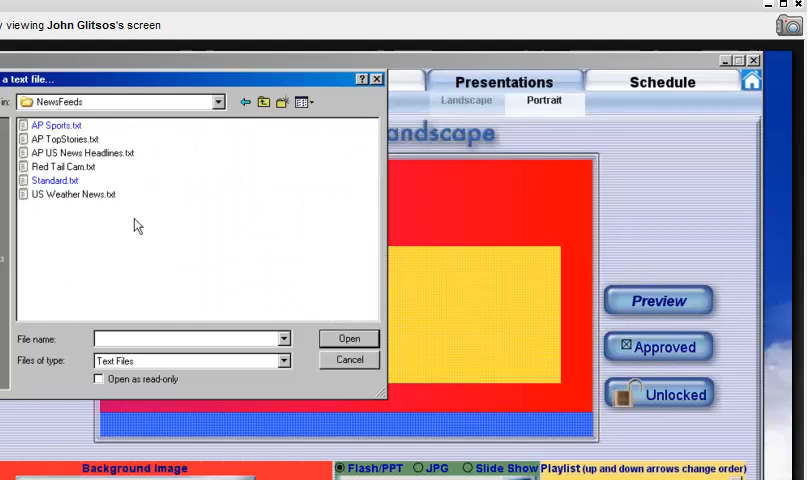 y viewing John Glitsos's screen
a text file...
in: NewsFeeds
AP Sports.txt
AP TopStories.txt
AP US News Headlines.txt
Red Tail Cam.txt
Standard.txt
US Weather News.txt
File name:
Open
Files of type: Text Files
Cancel
Open as read-only
Presentations
Schedule
Landscape
Portrait
andscape
Preview
Approved
Unlocked
Background Image
Flash/PPT JPG Slide Show Playlist (up and down arrows change order)